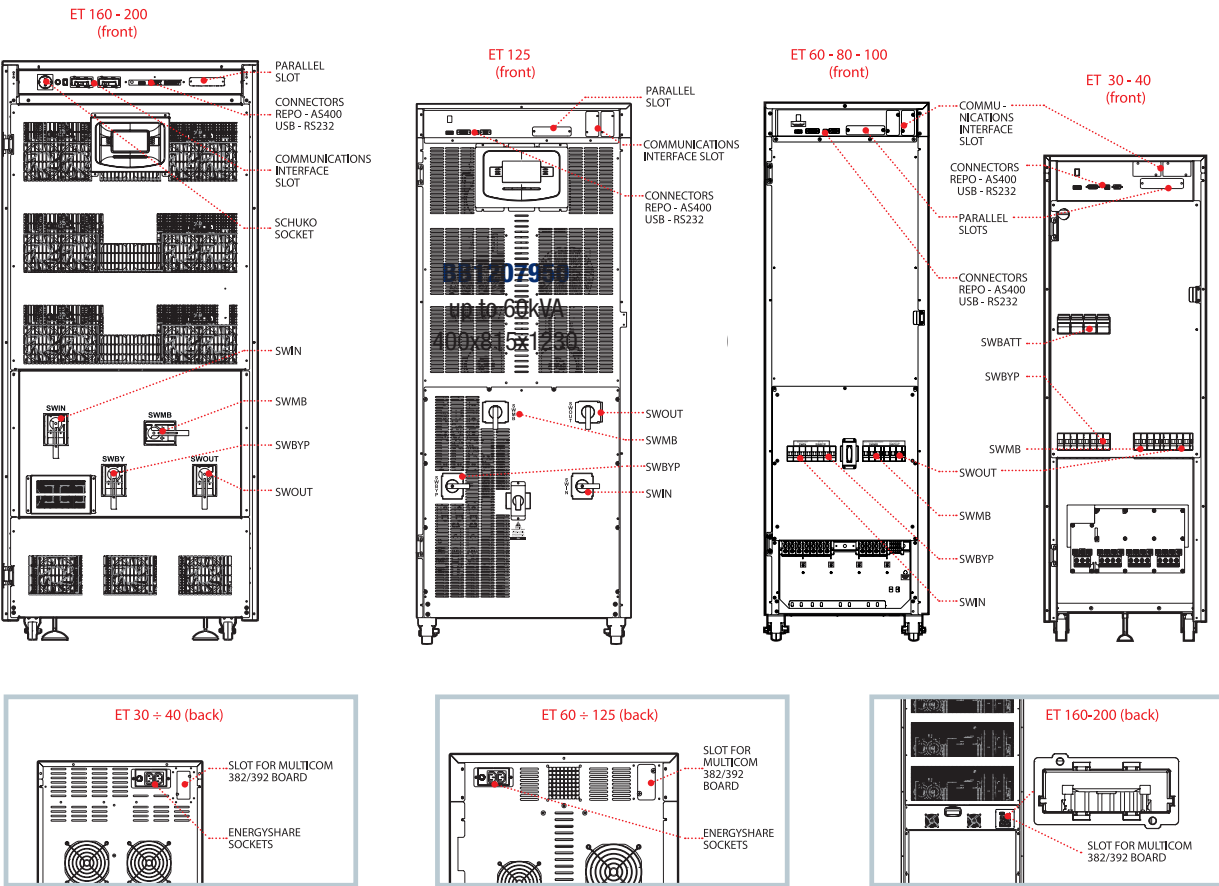 ET 160 - 200
(front)
PARALLEL
SLOT
CONNECTORS
REPO - AS400
USB - RS232
COMMUNICATIONS
INTERFACE
SLOT
SCHUKO
SOCKET
SWIN
SWMB
SWBYP
SWOUT
SWIN
SWMB
SWBY
SWOUT
ET 125
(front)
PARALLEL
SLOT
COMMUNICATIONS
INTERFACE SLOT
CONNECTORS
REPO - AS400
USB - RS232
BB1207950
up to 60kVA
400x815x1230
SWOUT
SWMB
SWBYP
SWIN
SWMB
SWOUT
SWBYP
SWIN
ET 60 - 80 - 100
(front)
COMMU -
NICATIONS
INTERFACE
SLOT
CONNECTORS
REPO - AS400
USB - RS232
PARALLEL
SLOTS
CONNECTORS
REPO - AS400
USB - RS232
SWBATT
SWBYP
SWMB
SWOUT
SWMB
SWBYP
SWIN
ET 30 - 40
(front)
ET 30 ÷ 40 (back)
SLOT FOR MULTICOM
382/392 BOARD
ENERGYSHARE
SOCKETS
ET 60 ÷ 125 (back)
SLOT FOR
MULTICOM
382/392
BOARD
ENERGYSHARE
SOCKETS
ET 160-200 (back)
SLOT FOR MULTICOM
382/392 BOARD